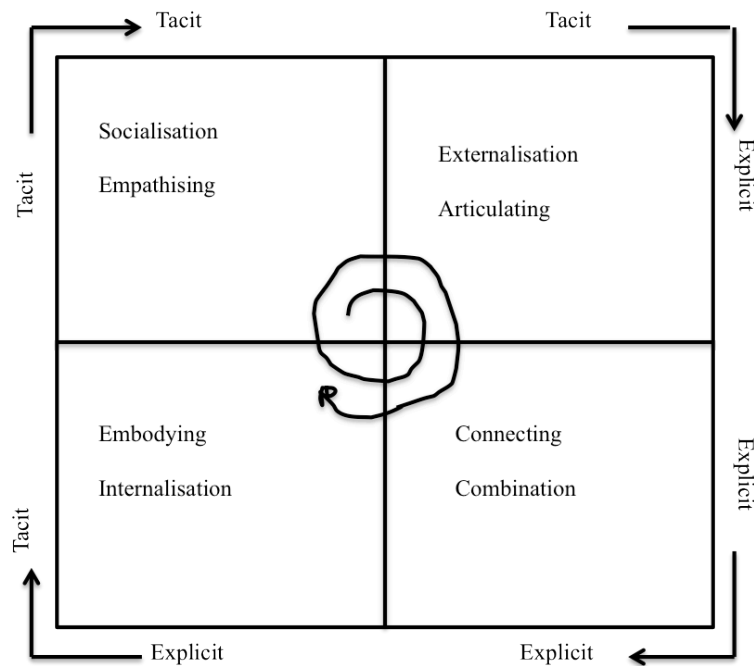 Tacit
Tacit
Tacit
Explicit
Socialisation
Empathising
Externalisation
Articulating
Embodying
Internalisation
Connecting
Combination
Tacit
Explicit
Explicit
Explicit